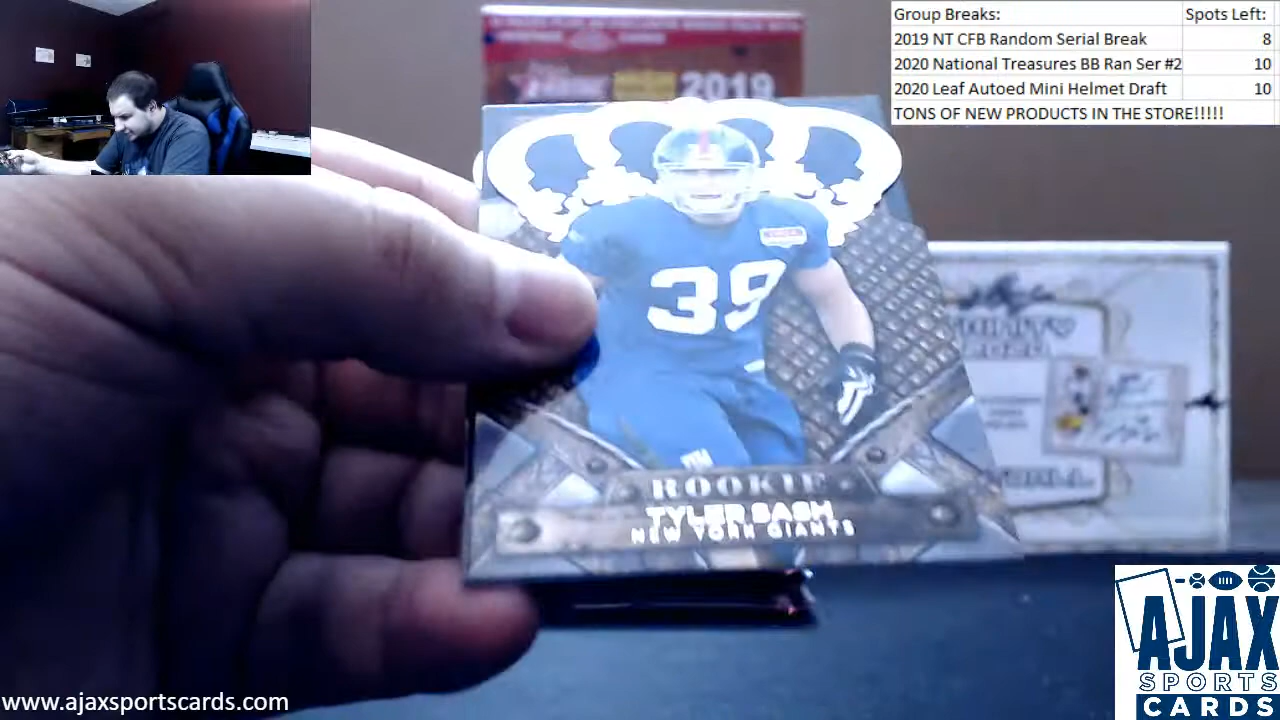 Group Breaks: Spots Left:
2019 NT CFB Random Serial Break 8
2020 National Treasures BB Ran Ser #2 10
2020 Leaf Autoed Mini Helmet Draft 10
TONS OF NEW PRODUCTS IN THE STORE!!!!!
2019
39
ROOKIE
TYLER SASH
NEW YORK GIANTS
AJAX
SPORTS
CARDS
www.ajaxsportscards.com